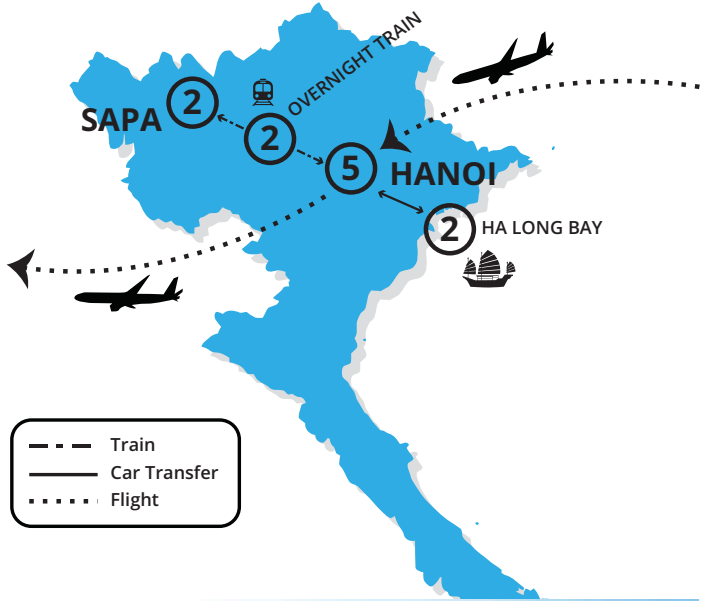 OVERNIGHT TRAIN
SAPA
2
2
5
HANOI
2
HA LONG BAY
Train
Car Transfer
Flight